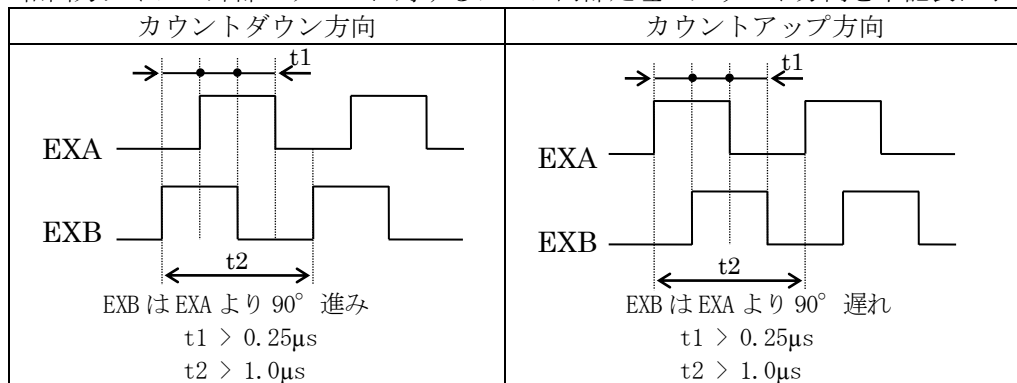 カウントダウン方向
カウントアップ方向
t1
EXA
EXB
t2
EXB は EXA より 90° 進み
t1 > 0.25μs
t2 > 1.0μs
t1
EXA
EXB
t2
EXB は EXA より 90° 遅れ
t1 > 0.25μs
t2 > 1.0μs